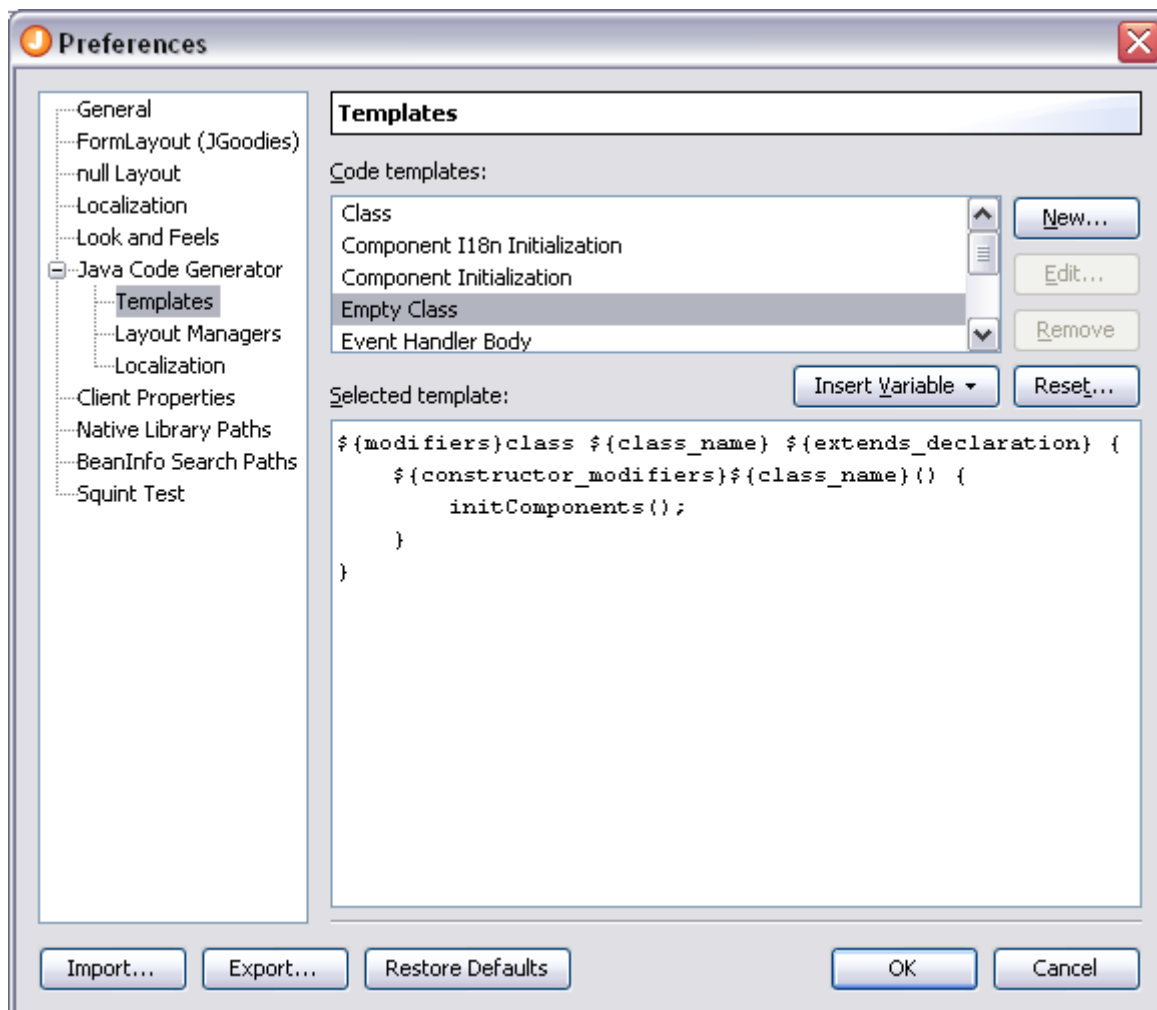 Preferences
General
FormLayout (JGoodies)
null Layout
Localization
Look and Feels
Java Code Generator
Templates
Layout Managers
Localization
Client Properties
Native Library Paths
BeanInfo Search Paths
Squint Test
Templates
Code templates:
Class
Component I18n Initialization
Component Initialization
Empty Class
Event Handler Body
New...
Edit...
Remove
Selected template:
Insert Variable
Reset...
${modifiers}class ${class_name} ${extends_declaration} {
    ${constructor_modifiers}${class_name}() {
        initComponents();
    }
}
Import...
Export...
Restore Defaults
OK
Cancel